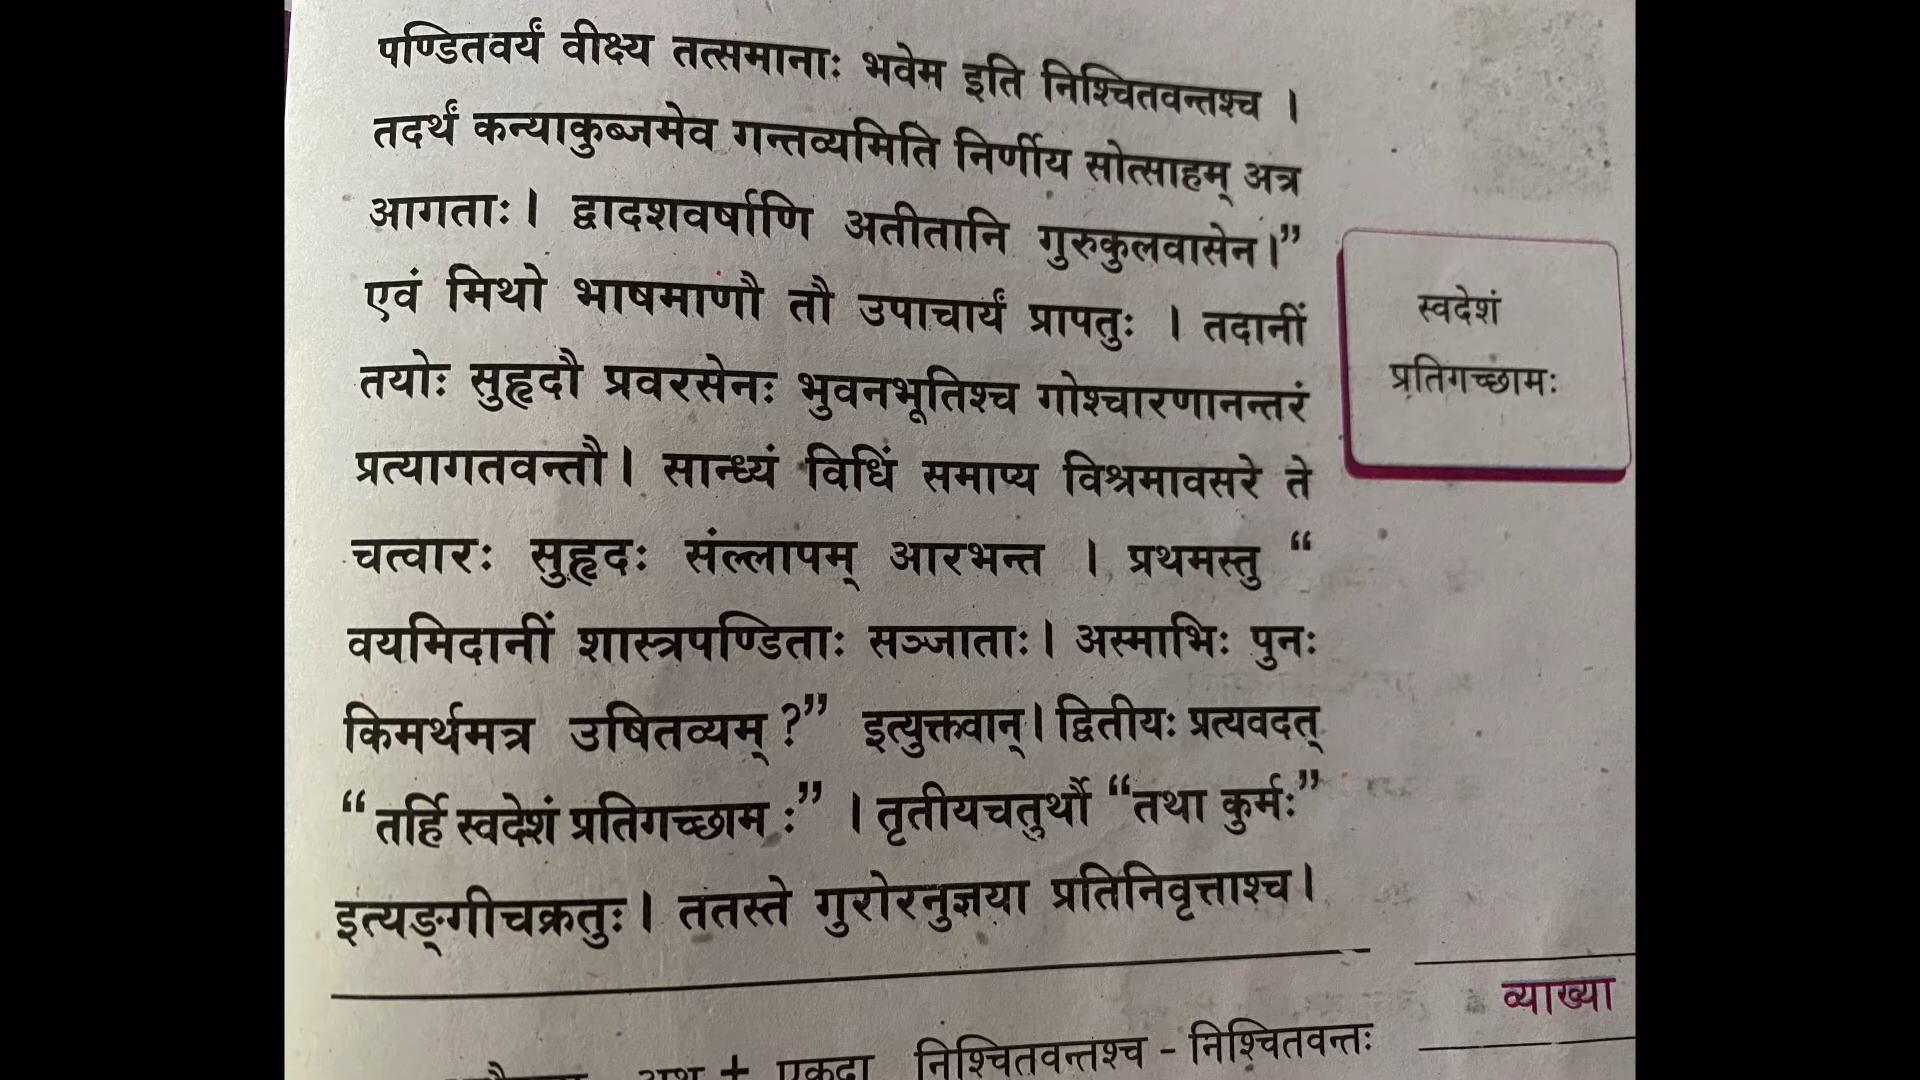 पण्डितवर्यं वीक्ष्य तत्समानाः भवेम इति निश्चितवन्तश्च ।
तदर्थं कन्याकुब्जमेव गन्तव्यमिति निर्णीय सोत्साहम् अत्र
आगताः। द्वादशवर्षाणि अतीतानि गुरुकुलवासेन।”
एवं मिथो भाषमाणौ तौ उपाचार्यं प्रापतुः । तदानीं
तयोः सुहृदौ प्रवरसेनः भुवनभूतिश्च गोश्चारणानन्तरं
प्रत्यागतवन्तौ। सान्ध्यं विधिं समाप्य विश्रमावसरे ते
चत्वारः सुहृदः संल्लापम् आरभन्त । प्रथमस्तु “
वयमिदानीं शास्त्रपण्डिताः सञ्जाताः। अस्माभिः पुनः
किमर्थमत्र उषितव्यम् ?” इत्युक्तवान्। द्वितीयः प्रत्यवदत्
“तर्हि स्वदेशं प्रतिगच्छाम ः” । तृतीयचतुर्थौ “तथा कुर्मः”
इत्यङ्गीचक्रतुः। ततस्ते गुरोरनुज्ञया प्रतिनिवृत्ताश्च।
स्वदेशं
प्रतिगच्छामः
व्याख्या
+ एकदा निश्चितवन्तश्च - निश्चितवन्तः